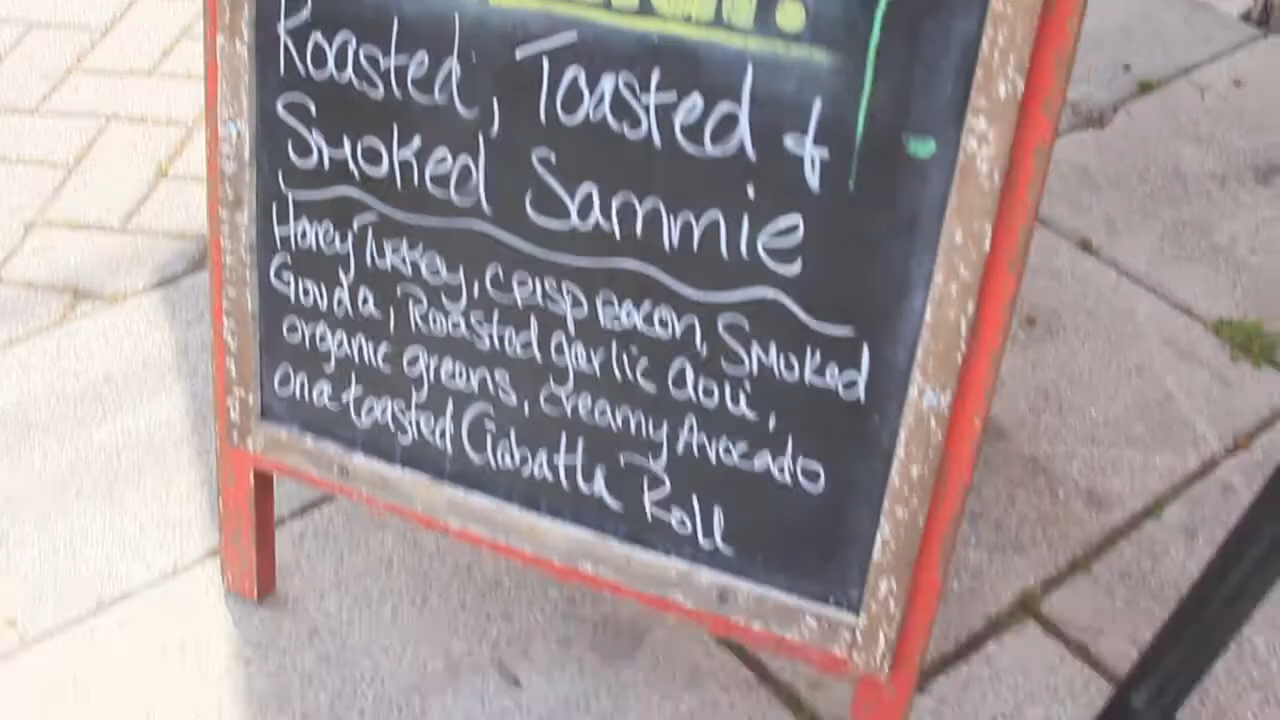 Roasted, Toasted &
Smoked Sammie
Honey Turkey, crisp Bacon, Smoked
Gouda, Roasted garlic aoli,
organic greens, creamy Avocado
on a toasted Ciabatta Roll